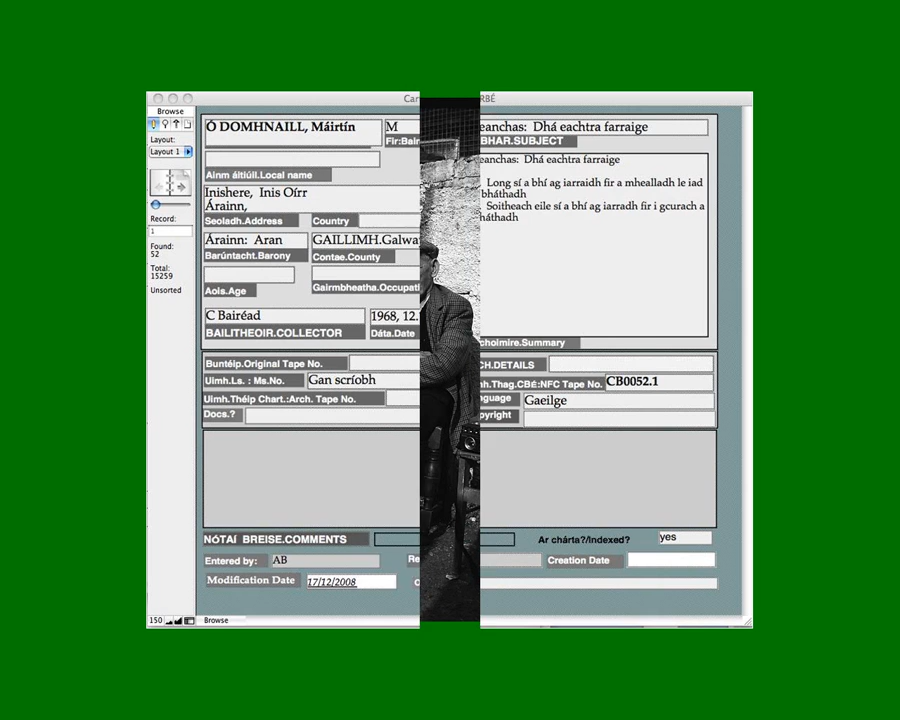 Car
RBÉ
Browse
Layout:
Layout 1
Record:
1
Found:
52
Total:
15259
Unsorted
Ó DOMHNAILL, Máirtín
M
Fir:Bain
Ainm áitiúil.Local name
Inishere, Inis Oírr
Árainn,
Seoladh.Address
Country
Árainn: Aran
GAILLIMH.Galwa
Barúntacht.Barony
Contae.County
Aois.Age
Gairmbheatha.Occupati
C Bairéad
1968, 12.
BAILITHEOIR.COLLECTOR
Dáta.Date
eanchas: Dhá eachtra farraige
BHAR.SUBJECT
eanchas: Dhá eachtra farraige
Long sí a bhí ag iarraidh fir a mhealladh le iad
bháthadh
Soitheach eile sí a bhí ag iarradh fir i gcurach a
háthadh
choimire.Summary
Buntéip.Original Tape No.
Uimh.Ls. : Ms.No.
Gan scríobh
Uimh.Théip Chart.:Arch. Tape No.
Docs.?
CH.DETAILS
nh.Thag.CBÉ:NFC Tape No.
CB0052.1
nguage
Gaeilge
pyright
NÓTAÍ BREISE.COMMENTS
Ar chárta?/Indexed?
yes
Entered by:
AB
Re
Creation Date
Modification Date
17/12/2008
150
Browse